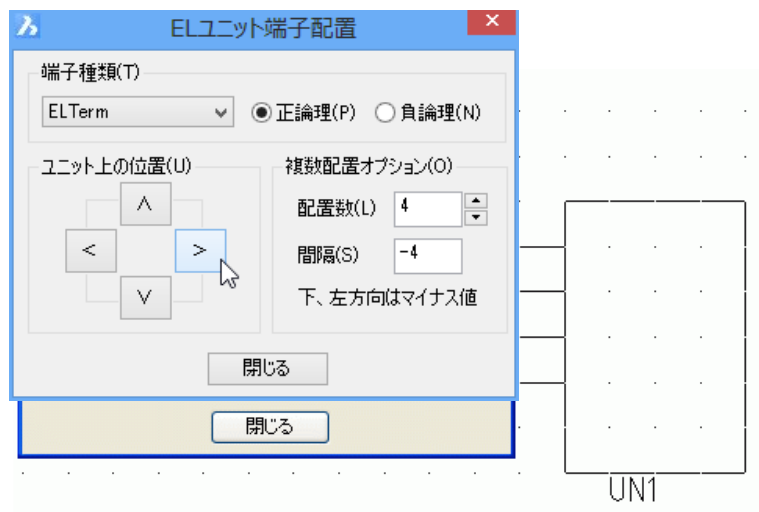 ELユニット端子配置
端子種類(T)
ELTerm
正論理(P)
負論理(N)
ユニット上の位置(U)
複数配置オプション(O)
配置数(L) 4
間隔(S) -4
下、左方向はマイナス値
閉じる
閉じる
UN1